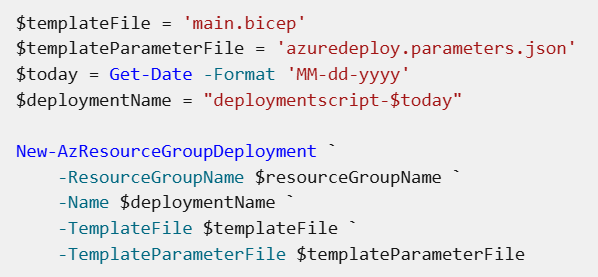 $templateFile = 'main.bicep'
$templateParameterFile = 'azuredeploy.parameters.json'
$today = Get-Date -Format 'MM-dd-yyyy'
$deploymentName = "deploymentscript-$today"

New-AzResourceGroupDeployment `
    -ResourceGroupName $resourceGroupName `
    -Name $deploymentName `
    -TemplateFile $templateFile `
    -TemplateParameterFile $templateParameterFile